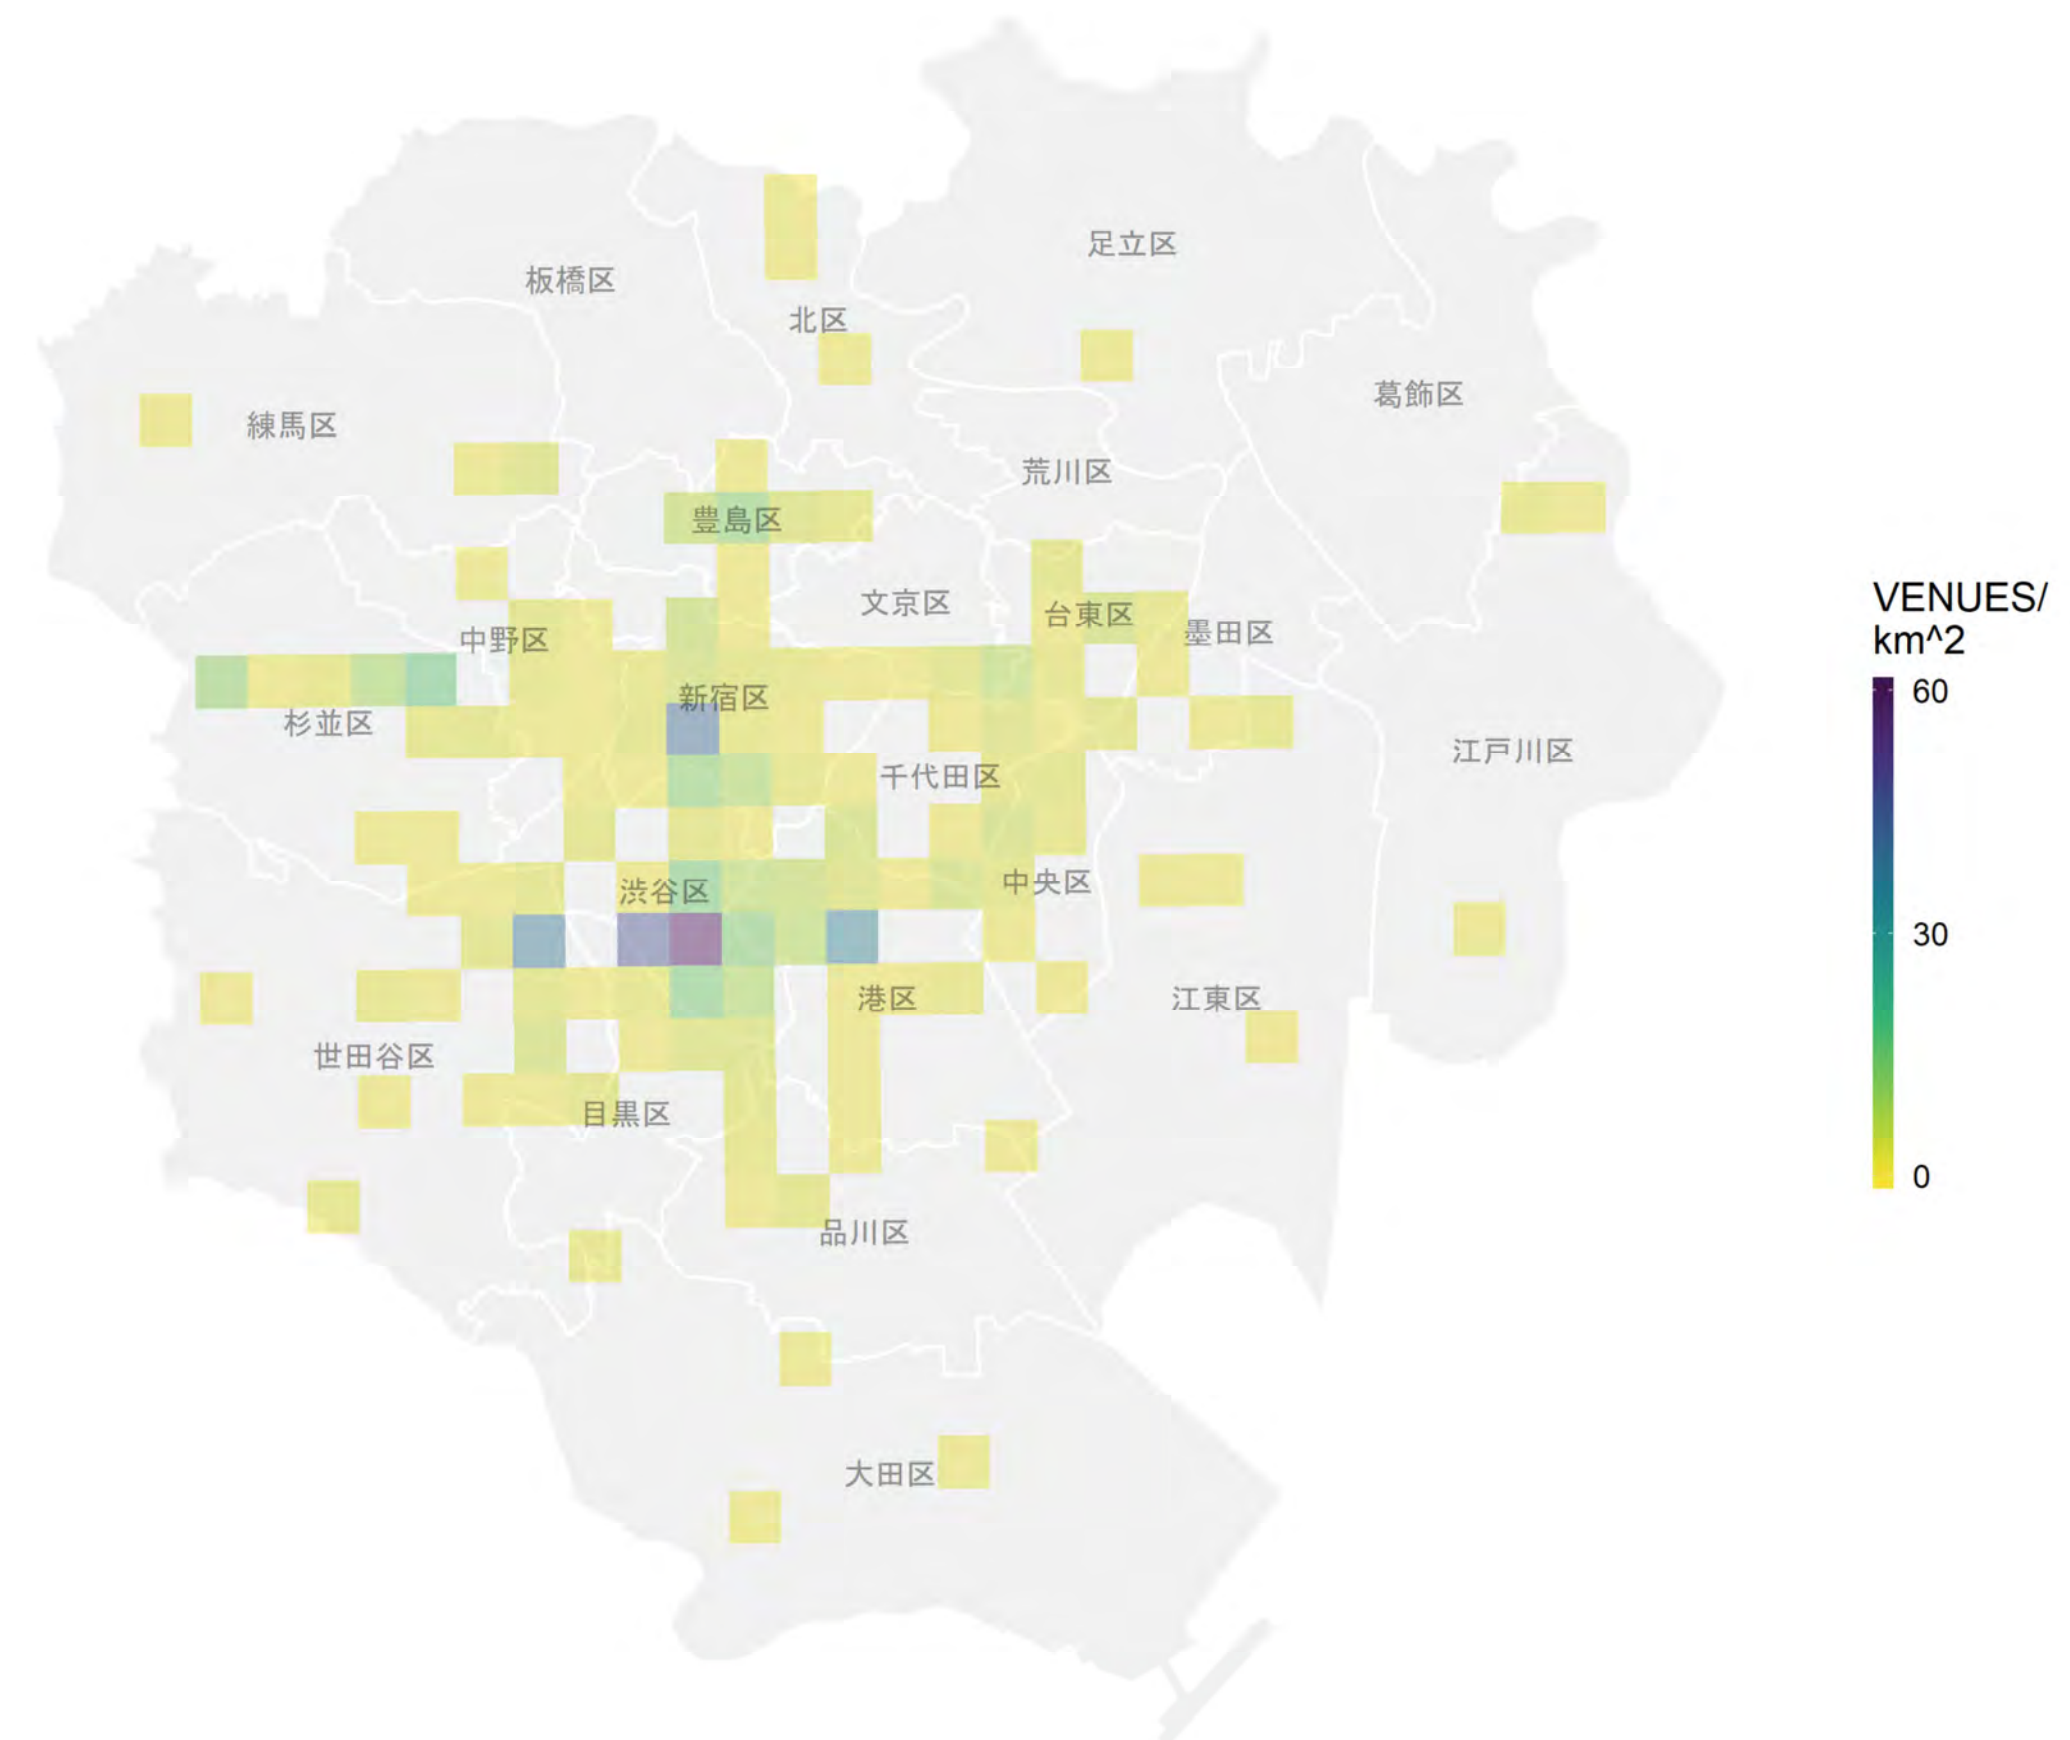 足立区
板橋区
北区
葛飾区
練馬区
荒川区
豊島区
文京区
台東区
墨田区
中野区
新宿区
杉並区
江戸川区
千代田区
中央区
渋谷区
港区
江東区
世田谷区
目黒区
品川区
大田区
VENUES/
km^2
60
30
0